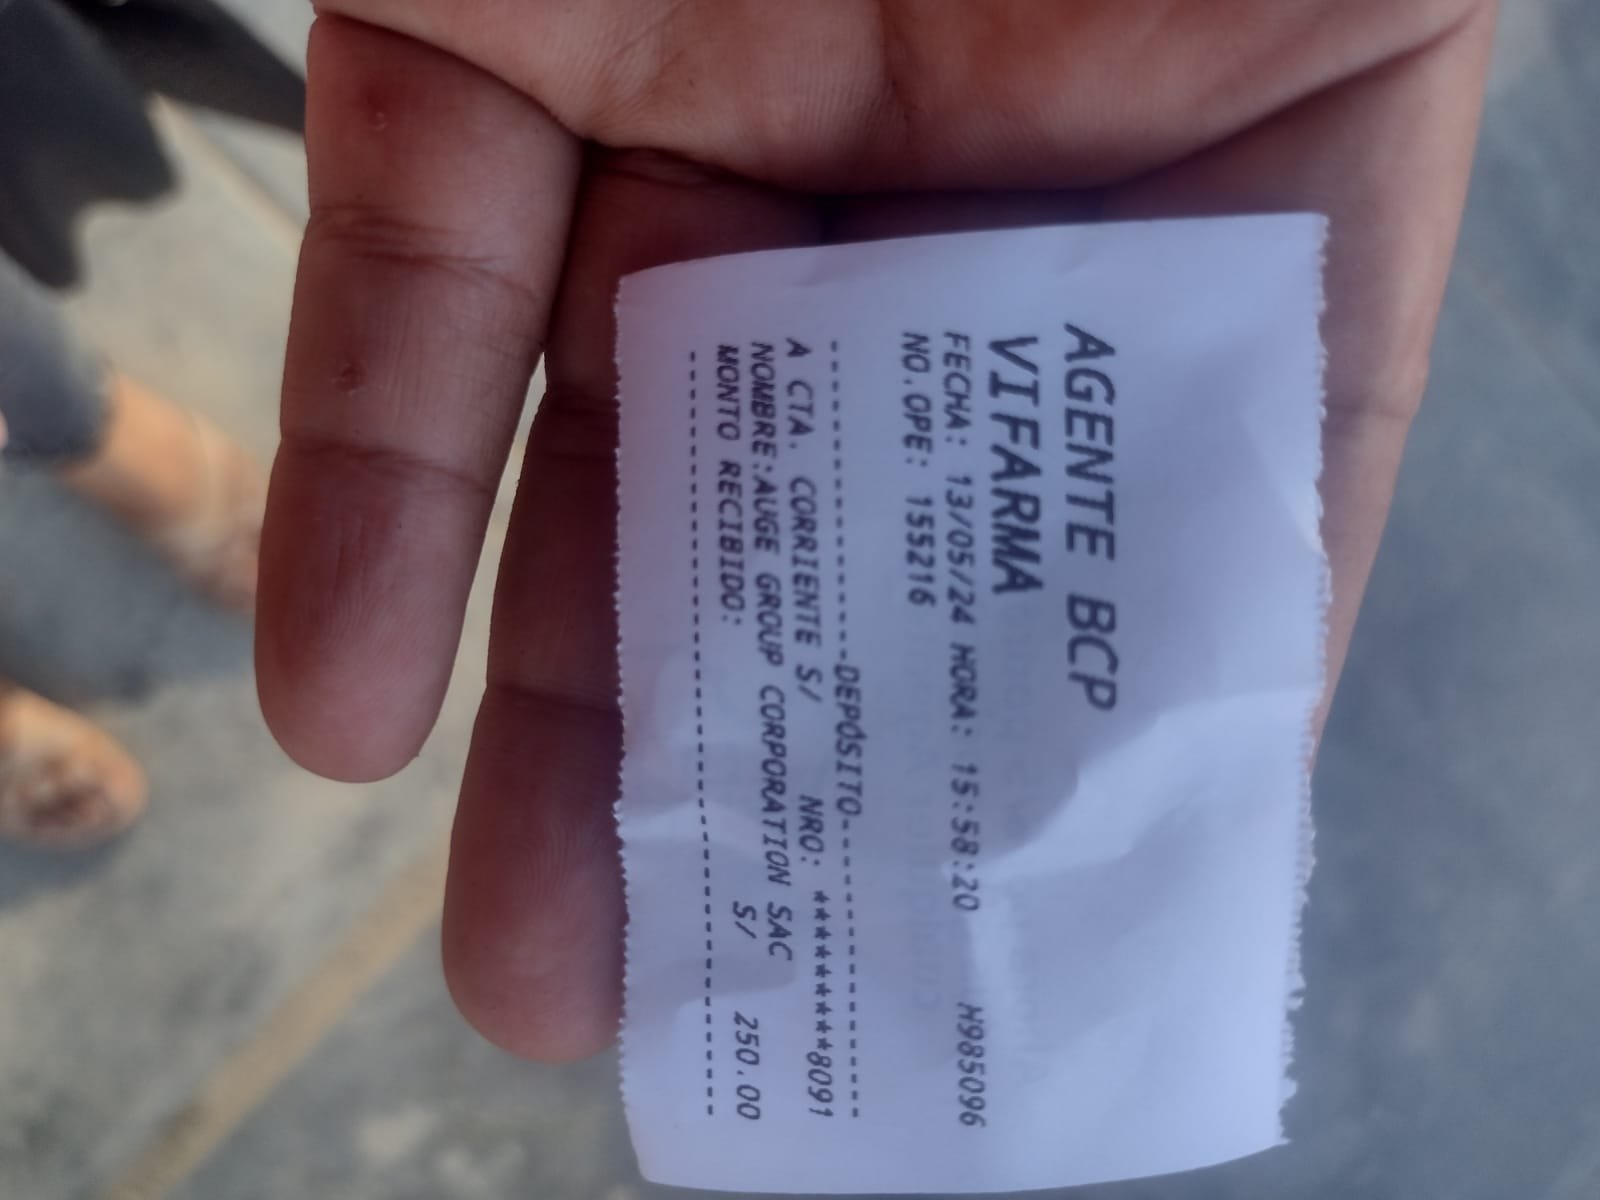 AGENTE BCP
VIFARMA
FECHA: 13/05/24 HORA: 15:58:20 H985096
NO.OPE: 155216
----------------DEPÓSITO----------------
A CTA. CORRIENTE S/ NRO: **********8091
NOMBRE:AUGE GROUP CORPORATION SAC
MONTO RECIBIDO: S/ 250.00
----------------------------------------